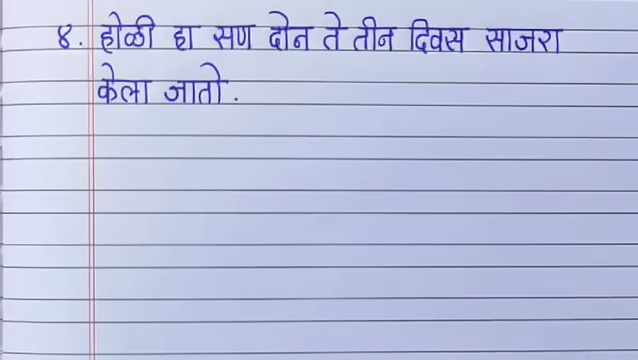 ४. होळी हा सण दोन ते तीन दिवस साजरा
केला जातो.